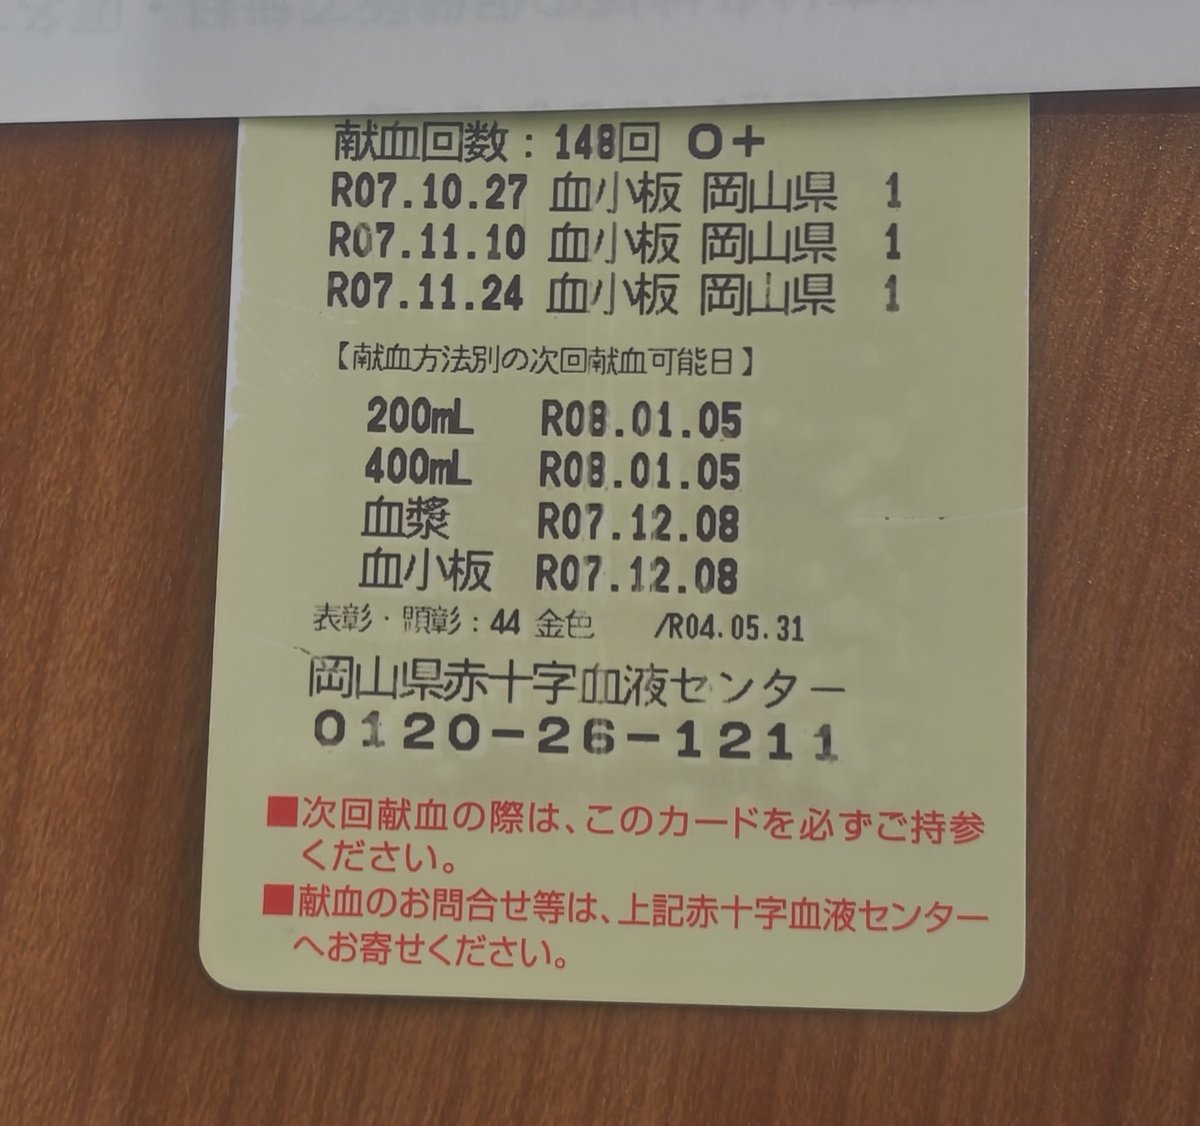 献血回数:148回 O+
R07.10.27 血小板 岡山県 1
R07.11.10 血小板 岡山県 1
R07.11.24 血小板 岡山県 1
【献血方法別の次回献血可能日】
200mL R08.01.05
400mL R08.01.05
血漿 R07.12.08
血小板 R07.12.08
表彰・顕彰:44 金色 /R04.05.31
岡山県赤十字血液センター
0120-26-1211
■次回献血の際は、このカードを必ずご持参
ください。
■献血のお問合せ等は、上記赤十字血液センター
へお寄せください。